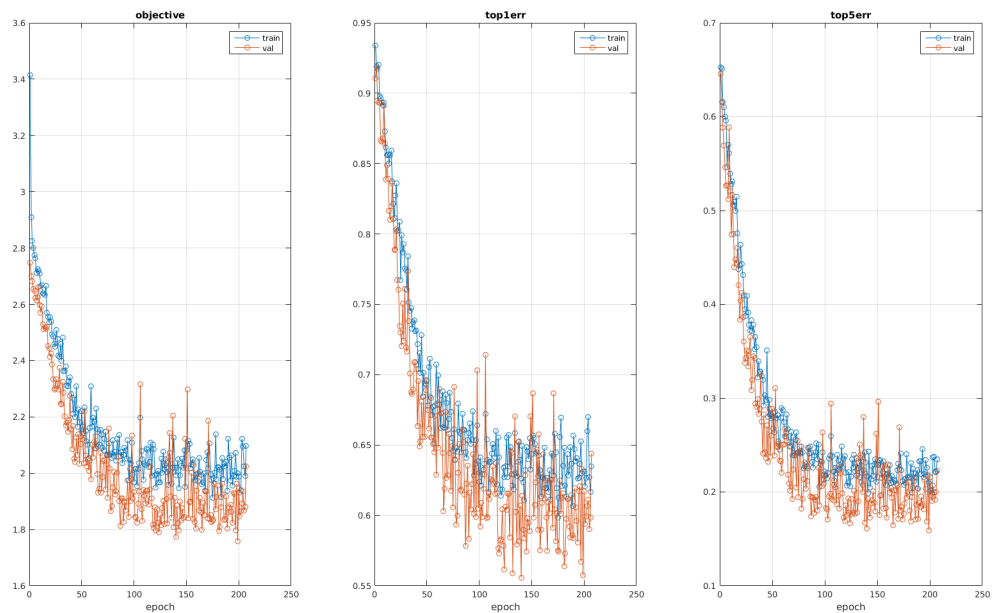 objective
3.6
3.4
3.2
3
2.8
2.6
2.4
2.2
2
1.8
1.6
0 50 100 150 200 250
epoch
train
val
top1err
0.95
0.9
0.85
0.8
0.75
0.7
0.65
0.6
0.55
0 50 100 150 200 250
epoch
train
val
top5err
0.7
0.6
0.5
0.4
0.3
0.2
0.1
0 50 100 150 200 250
epoch
train
val